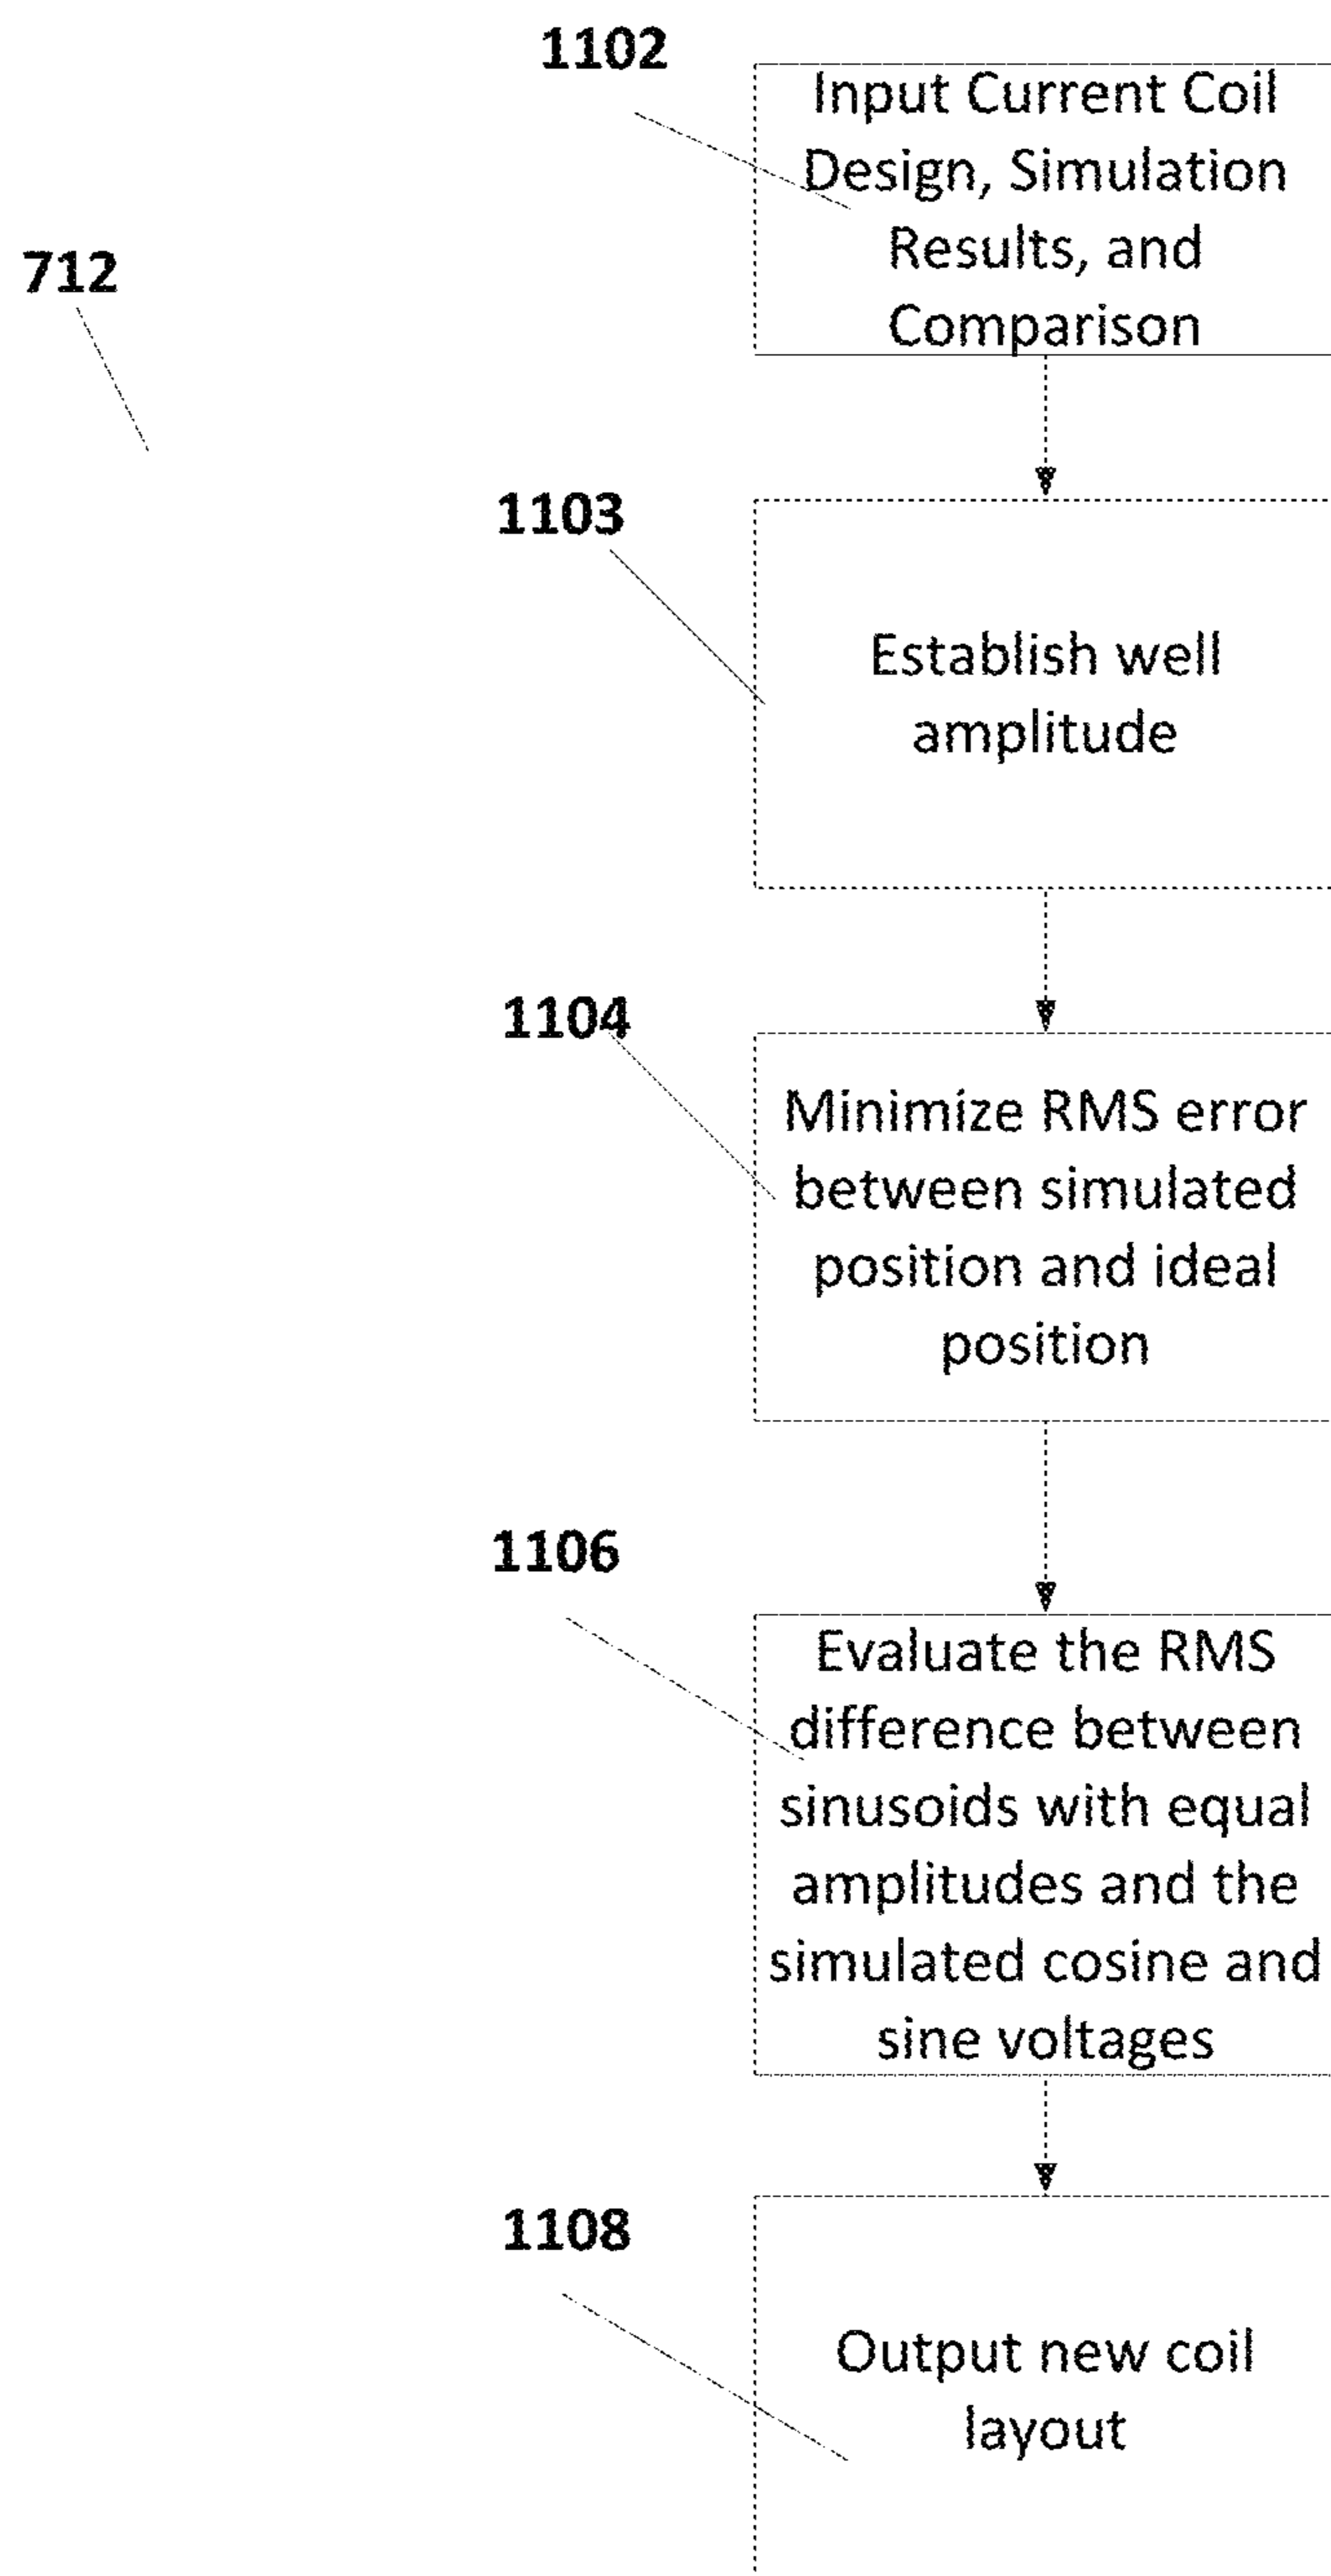 1102
Input Current Coil
Design, Simulation
Results, and
Comparison
712
1103
Establish well
amplitude
1104
Minimize RMS error
between simulated
position and ideal
position
1106
Evaluate the RMS
difference between
sinusoids with equal
amplitudes and the
simulated cosine and
sine voltages
1108
Output new coil
layout